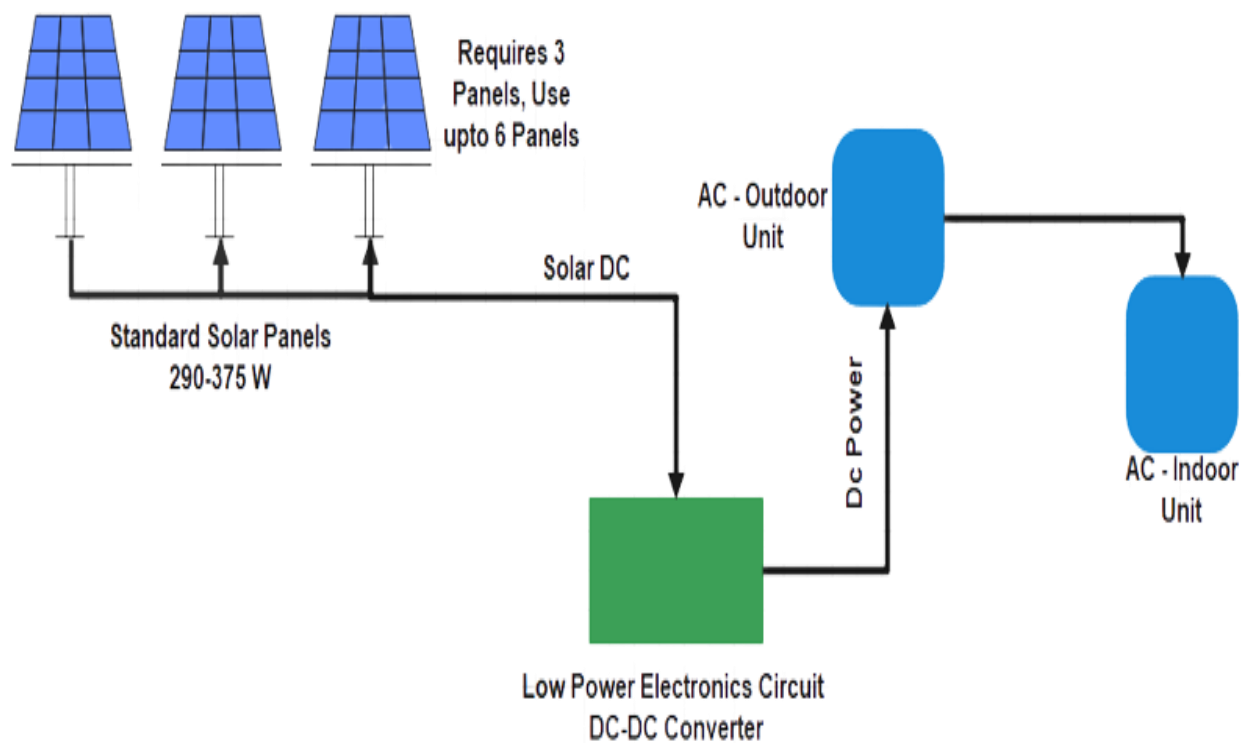 Requires 3
Panels, Use
upto 6 Panels
AC - Outdoor
Unit
Solar DC
Standard Solar Panels
290-375 W
Dc Power
AC - Indoor
Unit
Low Power Electronics Circuit
DC-DC Converter